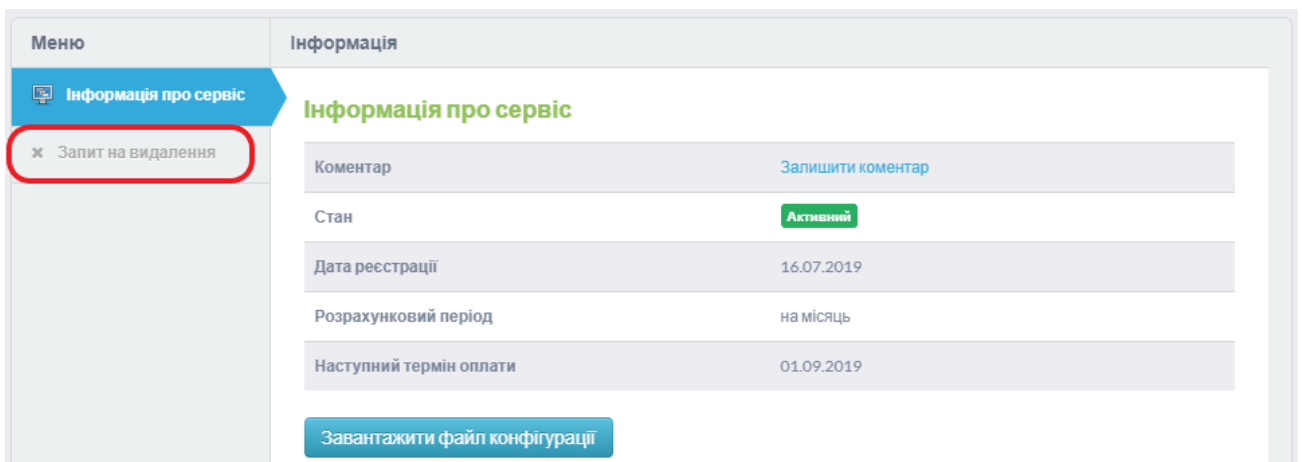 Меню
Інформація
Інформація про сервіс
Запит на видалення
Інформація про сервіс
Коментар Залишити коментар
Стан Активний
Дата реєстрації 16.07.2019
Розрахунковий період на місяць
Наступний термін оплати 01.09.2019
Завантажити файл конфігурації